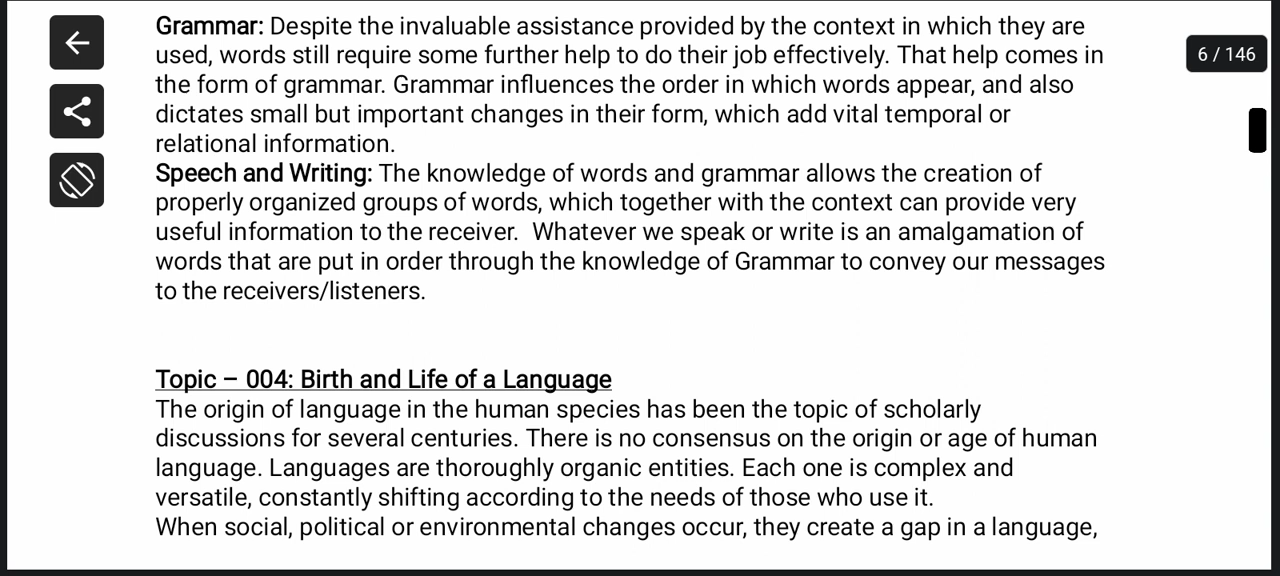 Grammar: Despite the invaluable assistance provided by the context in which they are
used, words still require some further help to do their job effectively. That help comes in
the form of grammar. Grammar influences the order in which words appear, and also
dictates small but important changes in their form, which add vital temporal or
relational information.
Speech and Writing: The knowledge of words and grammar allows the creation of
properly organized groups of words, which together with the context can provide very
useful information to the receiver.  Whatever we speak or write is an amalgamation of
words that are put in order through the knowledge of Grammar to convey our messages
to the receivers/listeners.
Topic – 004: Birth and Life of a Language
The origin of language in the human species has been the topic of scholarly
discussions for several centuries. There is no consensus on the origin or age of human
language. Languages are thoroughly organic entities. Each one is complex and
versatile, constantly shifting according to the needs of those who use it.
When social, political or environmental changes occur, they create a gap in a language,
6 / 146